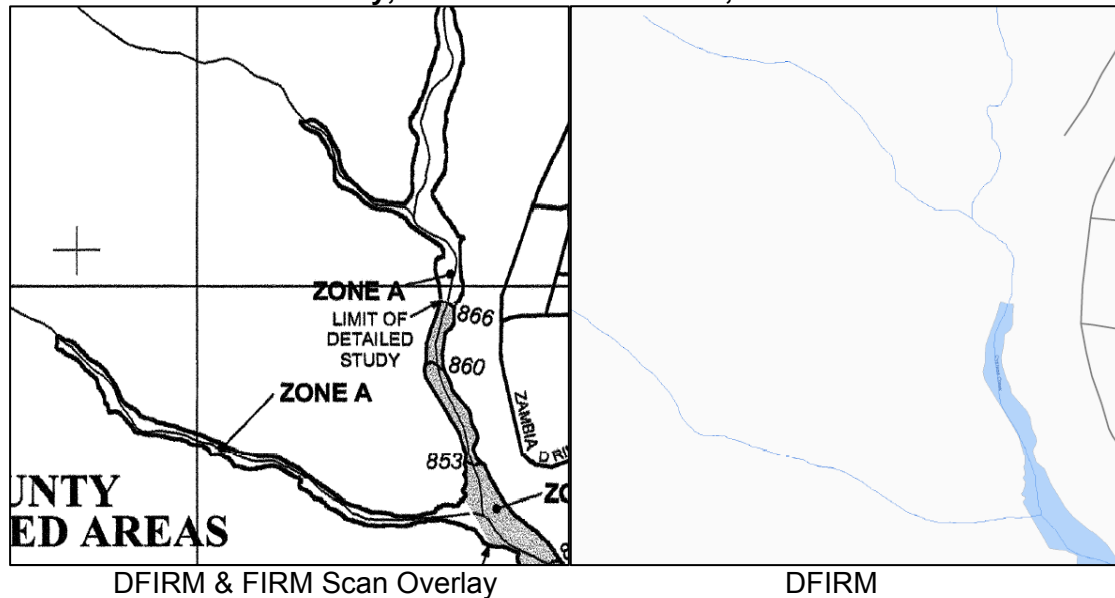 ZONE A
866
LIMIT OF
DETAILED
STUDY
860
ZONE A
ZAMBIA
853
UNTY
ED AREAS
DFIRM & FIRM Scan Overlay
DFIRM